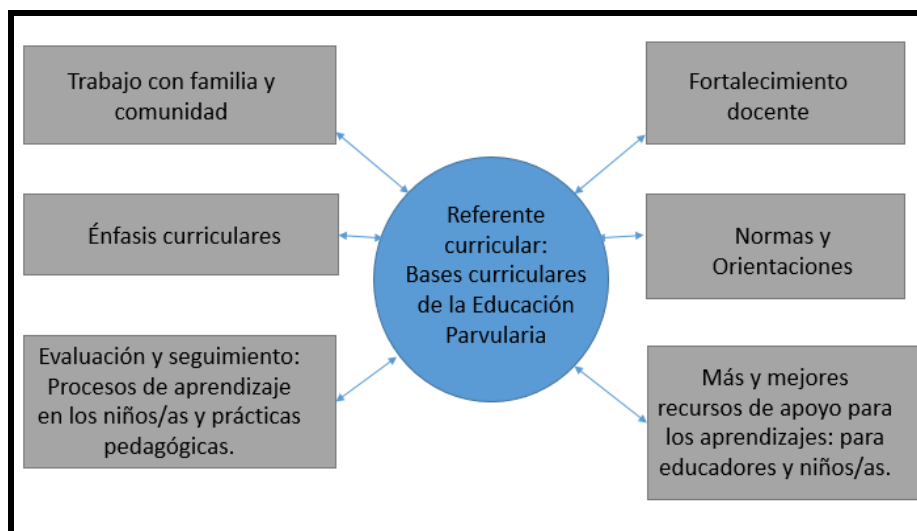 Trabajo con familia y
comunidad
Fortalecimiento
docente
Énfasis curriculares
Referente
curricular:
Bases curriculares
de la Educación
Parvularia
Normas y
Orientaciones
Evaluación y seguimiento:
Procesos de aprendizaje
en los niños/as y prácticas
pedagógicas.
Más y mejores
recursos de apoyo para
los aprendizajes: para
educadores y niños/as.